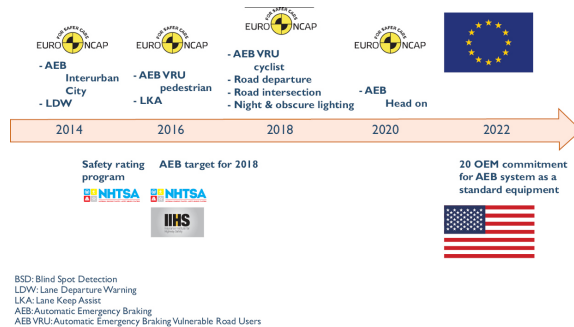 FOR SAFER CARS
EURO NCAP
- AEB
Interurban
City
- LDW
FOR SAFER CARS
EURO NCAP
- AEB VRU
pedestrian
- LKA
FOR SAFER CARS
EURO NCAP
- AEB VRU
cyclist
- Road departure
- Road intersection
- Night & obscure lighting
FOR SAFER CARS
EURO NCAP
- AEB
Head on
2014
2016
2018
2020
2022
Safety rating
program
NHTSA
AEB target for 2018
NHTSA
IIHS
20 OEM commitment
for AEB system as a
standard equipment
BSD: Blind Spot Detection
LDW: Lane Departure Warning
LKA: Lane Keep Assist
AEB: Automatic Emergency Braking
AEB VRU: Automatic Emergency Braking Vulnerable Road Users